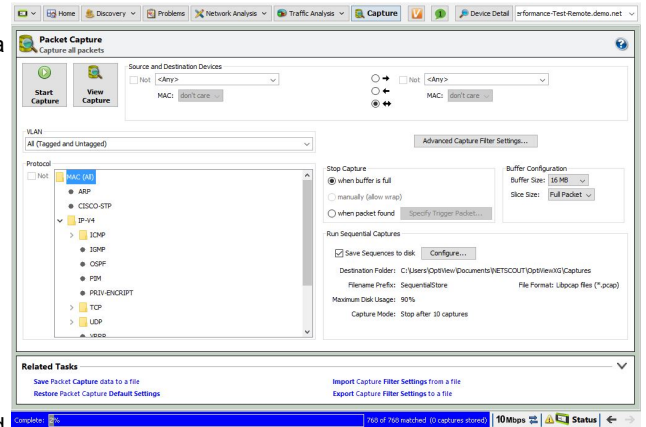 Home Discovery Problems Network Analysis Traffic Analysis Capture Device Detail erformance-Test-Remote.demo.net
Packet Capture
Capture all packets
Start Capture
View Capture
Source and Destination Devices
Not <Any>
MAC: don't care
Not <Any>
MAC: don't care
VLAN
All (Tagged and Untagged)
Advanced Capture Filter Settings...
Protocol
Not
MAC (All)
ARP
CISCO-STP
IP-V4
ICMP
IGMP
OSPF
PIM
PRIV-ENCRIPT
TCP
UDP
VRRP
Stop Capture
when buffer is full
manually (allow wrap)
when packet found Specify Trigger Packet...
Buffer Configuration
Buffer Size: 16 MB
Slice Size: Full Packet
Run Sequential Captures
Save Sequences to disk Configure...
Destination Folder: C:\Users\OptiView\Documents\NETSCOUT\OptiViewXG\Captures
Filename Prefix: SequentialStore File Format: Libpcap files (*.pcap)
Maximum Disk Usage: 90%
Capture Mode: Stop after 10 captures
Related Tasks
Save Packet Capture data to a file
Import Capture Filter Settings from a file
Restore Packet Capture Default Settings
Export Capture Filter Settings to a file
Complete: 2% 768 of 768 matched (0 captures stored) 10 Mbps Status